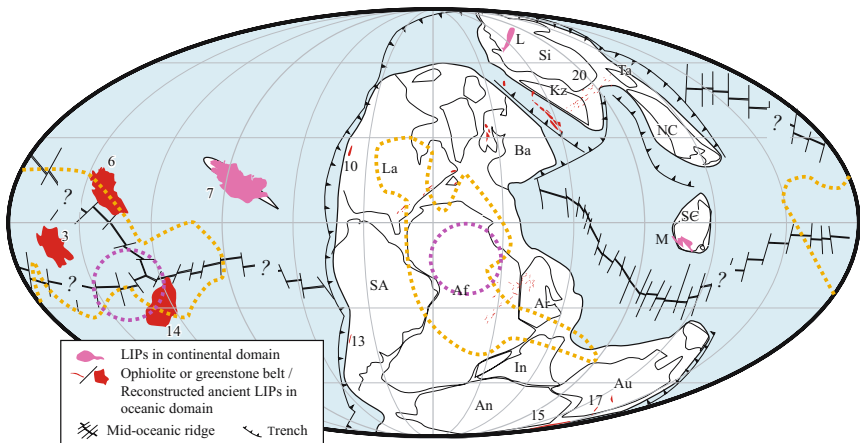 L
Si
20
Ta
Kz
?
NC
?
6
?
10
La
Ba
7
3
SC
M
?
?
?
?
SA
Af
Ar
14
13
In
Au
17
An
15
LIPs in continental domain
Ophiolite or greenstone belt /
Reconstructed ancient LIPs in
oceanic domain
Mid-oceanic ridge
Trench